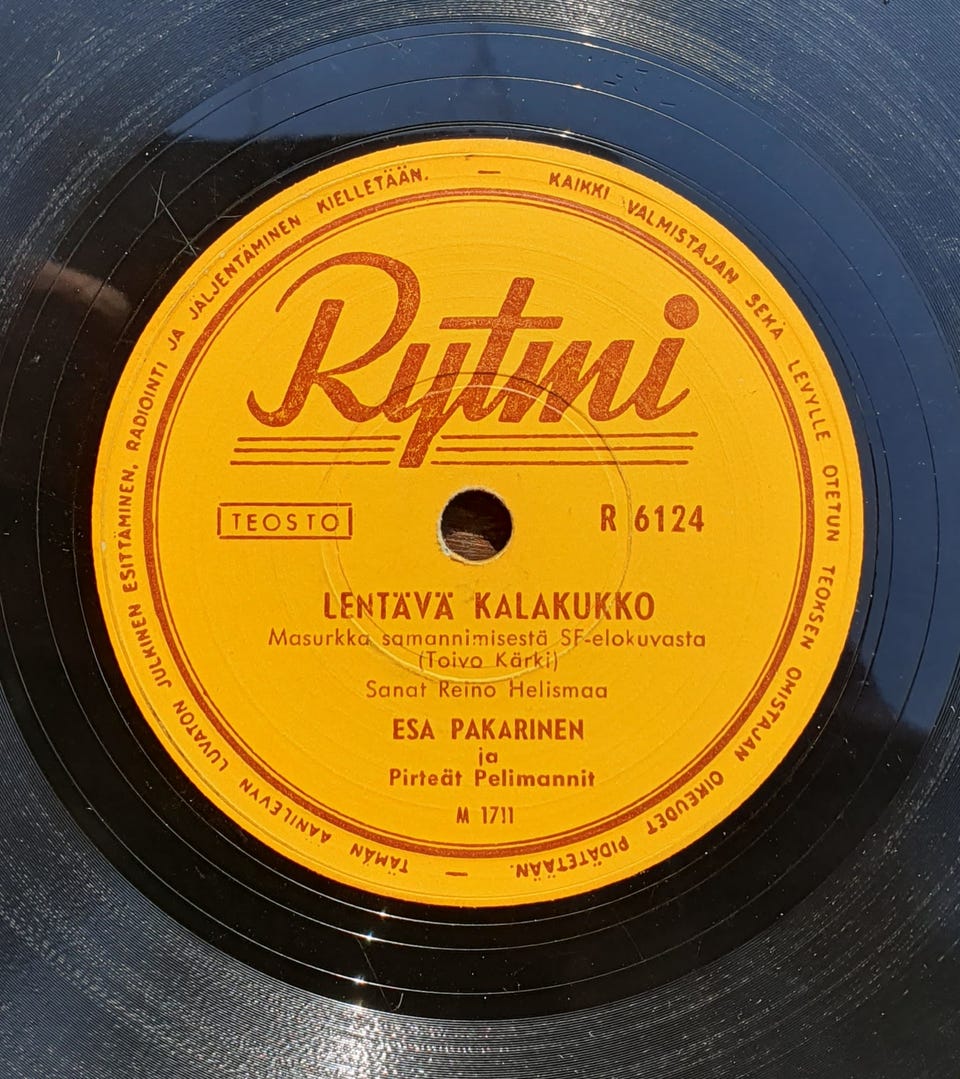 KAIKKI VALMISTAJAN SEKÄ LEVYLLE OTETUN TEOKSEN OMISTAJAN OIKEUDET PIDÄTETÄÄN. —
TÄMÄN ÄÄNILEVYN LUVATON JULKINEN ESITTÄMINEN, RADIOINTI JA JÄLJENTÄMINEN KIELLETÄÄN. —
Rytmi
TEOSTO
R 6124
LENTÄVÄ KALAKUKKO
Masurkka samannimisestä SF-elokuvasta
(Toivo Kärki)
Sanat Reino Helismaa
ESA PAKARINEN
ja
Pirteät Pelimannit
M 1711